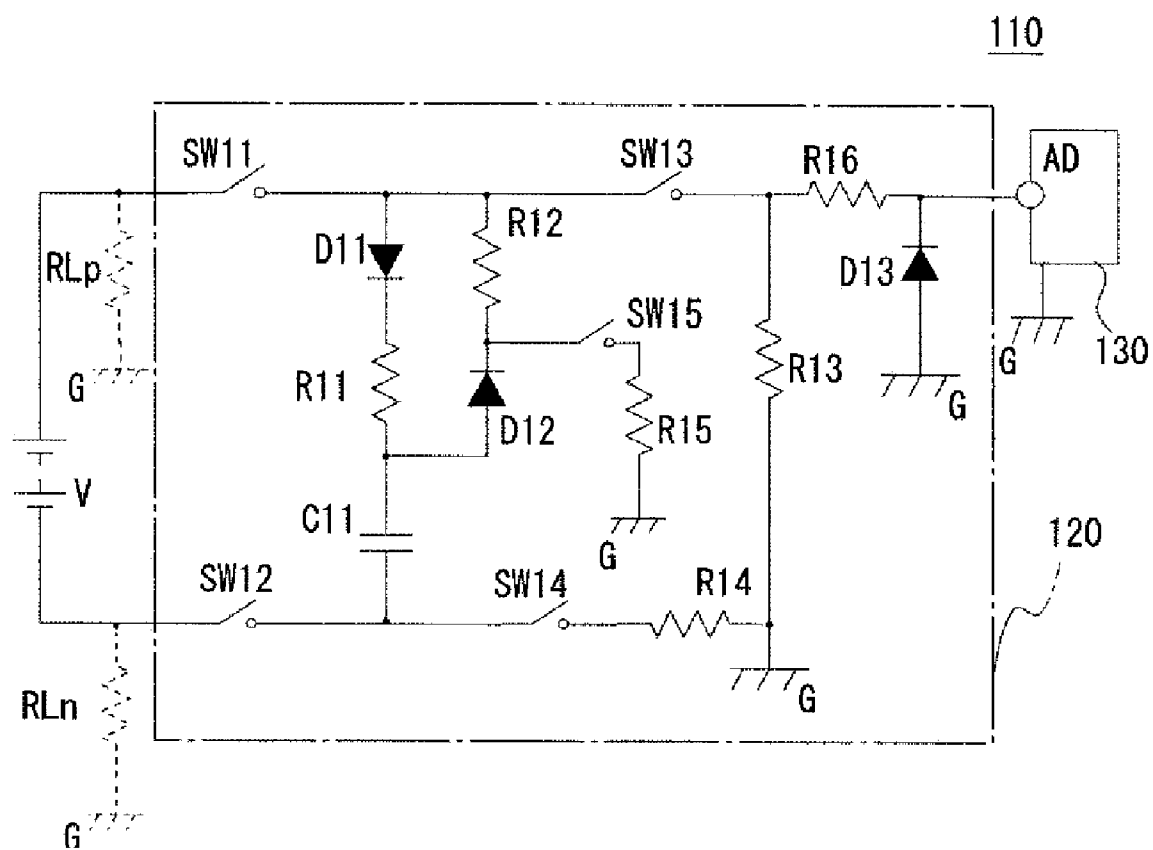 110
SW11
SW13
R16
AD
R12
D11
D13
RLp
SW15
G
130
G
R11
R13
G
D12
R15
V
C11
G
120
SW12
SW14
R14
G
RLn
G